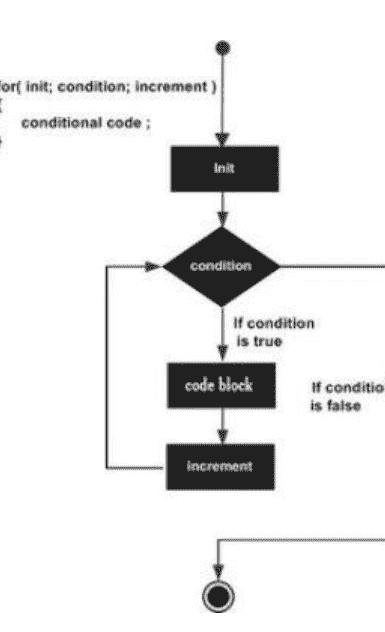 for( init; condition; increment )
{
conditional code ;
}
Init
condition
If condition
is true
code block
If conditio
is false
increment